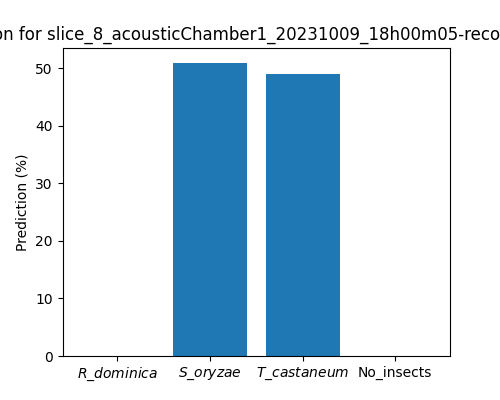 on for slice_8_acousticChamber1_20231009_18h00m05-reco
Prediction (%)
50
40
30
20
10
0
R_dominica S_oryzae T_castaneum No_insects